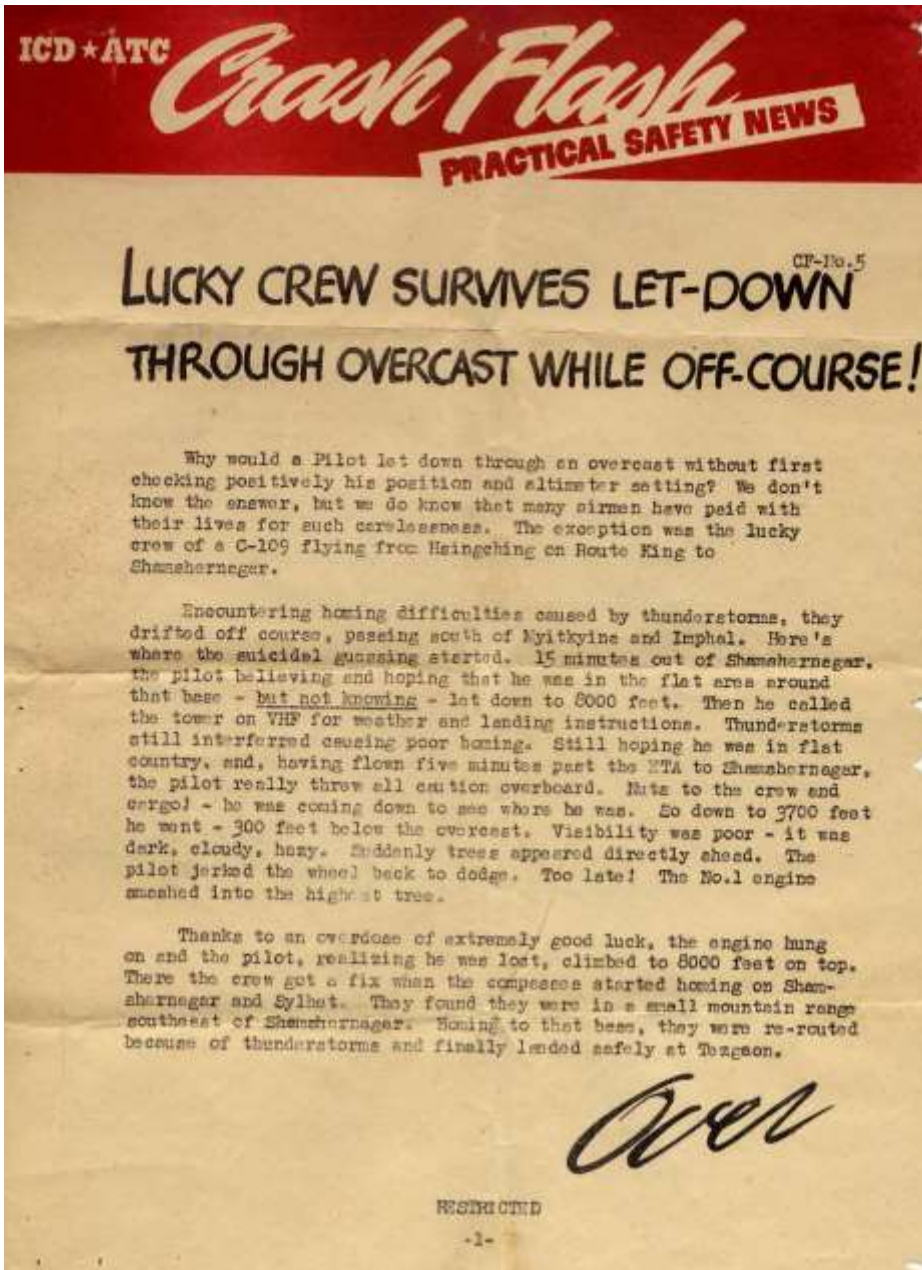 ICD★ATC Crash Flash
PRACTICAL SAFETY NEWS
CF-No.5
LUCKY CREW SURVIVES LET-DOWN
THROUGH OVERCAST WHILE OFF-COURSE!
Why would a Pilot let down through an overcast without first
checking positively his position and altimeter setting? We don't
know the answer, but we do know that many airmen have paid with
their lives for such carelessness. The exception was the lucky
crew of a C-109 flying from Hsingching on Route King to
Shamshernagar.
Encountering homing difficulties caused by thunderstorms, they
drifted off course, passing south of Myitkyina and Imphal. Here's
where the suicidal guessing started. 15 minutes out of Shamshernagar,
the pilot believing and hoping that he was in the flat area around
that base - but not knowing - let down to 8000 feet. Then he called
the tower on VHF for weather and landing instructions. Thunderstorms
still interferred causing poor homing. Still hoping he was in flat
country, and, having flown five minutes past the ETA to Shamshernagar,
the pilot really threw all caution overboard. Nuts to the crew and
cargo! - he was coming down to see where he was. So down to 3700 feet
he went - 300 feet below the overcast. Visibility was poor - it was
dark, cloudy, hazy. Suddenly trees appeared directly ahead. The
pilot jerked the wheel back to dodge. Too late! The No.1 engine
smashed into the highest tree.
Thanks to an overdose of extremely good luck, the engine hung
on and the pilot, realizing he was lost, climbed to 8000 feet on top.
There the crew got a fix when the compasses started homing on Sham-
shernagar and Sylhet. They found they were in a small mountain range
southeast of Shamshernagar. Homing to that base, they were re-routed
because of thunderstorms and finally landed safely at Tezgaon.
Over
RESTRICTED
-1-